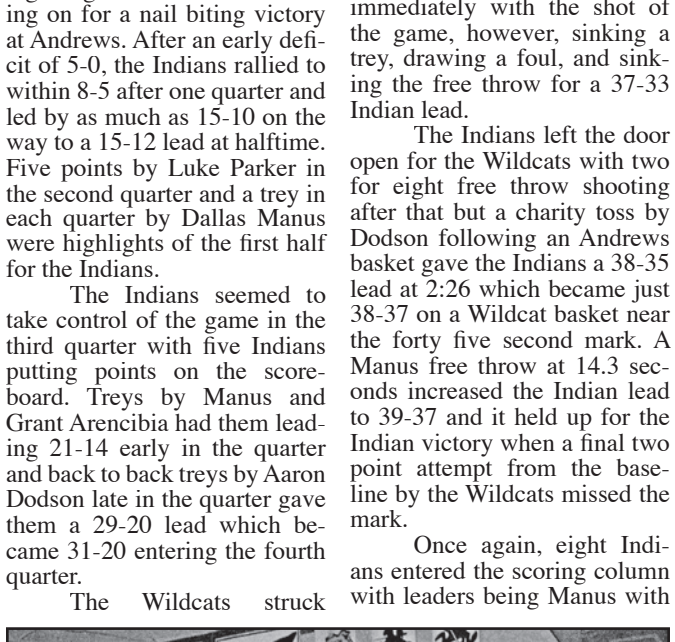 ing on for a nail biting victory
at Andrews. After an early defi-
cit of 5-0, the Indians rallied to
within 8-5 after one quarter and
led by as much as 15-10 on the
way to a 15-12 lead at halftime.
Five points by Luke Parker in
the second quarter and a trey in
each quarter by Dallas Manus
were highlights of the first half
for the Indians.
The Indians seemed to
take control of the game in the
third quarter with five Indians
putting points on the score-
board. Treys by Manus and
Grant Arencibia had them lead-
ing 21-14 early in the quarter
and back to back treys by Aaron
Dodson late in the quarter gave
them a 29-20 lead which be-
came 31-20 entering the fourth
quarter.
The Wildcats struck
immediately with the shot of
the game, however, sinking a
trey, drawing a foul, and sink-
ing the free throw for a 37-33
Indian lead.
The Indians left the door
open for the Wildcats with two
for eight free throw shooting
after that but a charity toss by
Dodson following an Andrews
basket gave the Indians a 38-35
lead at 2:26 which became just
38-37 on a Wildcat basket near
the forty five second mark. A
Manus free throw at 14.3 sec-
onds increased the Indian lead
to 39-37 and it held up for the
Indian victory when a final two
point attempt from the base-
line by the Wildcats missed the
mark.
Once again, eight Indi-
ans entered the scoring column
with leaders being Manus with